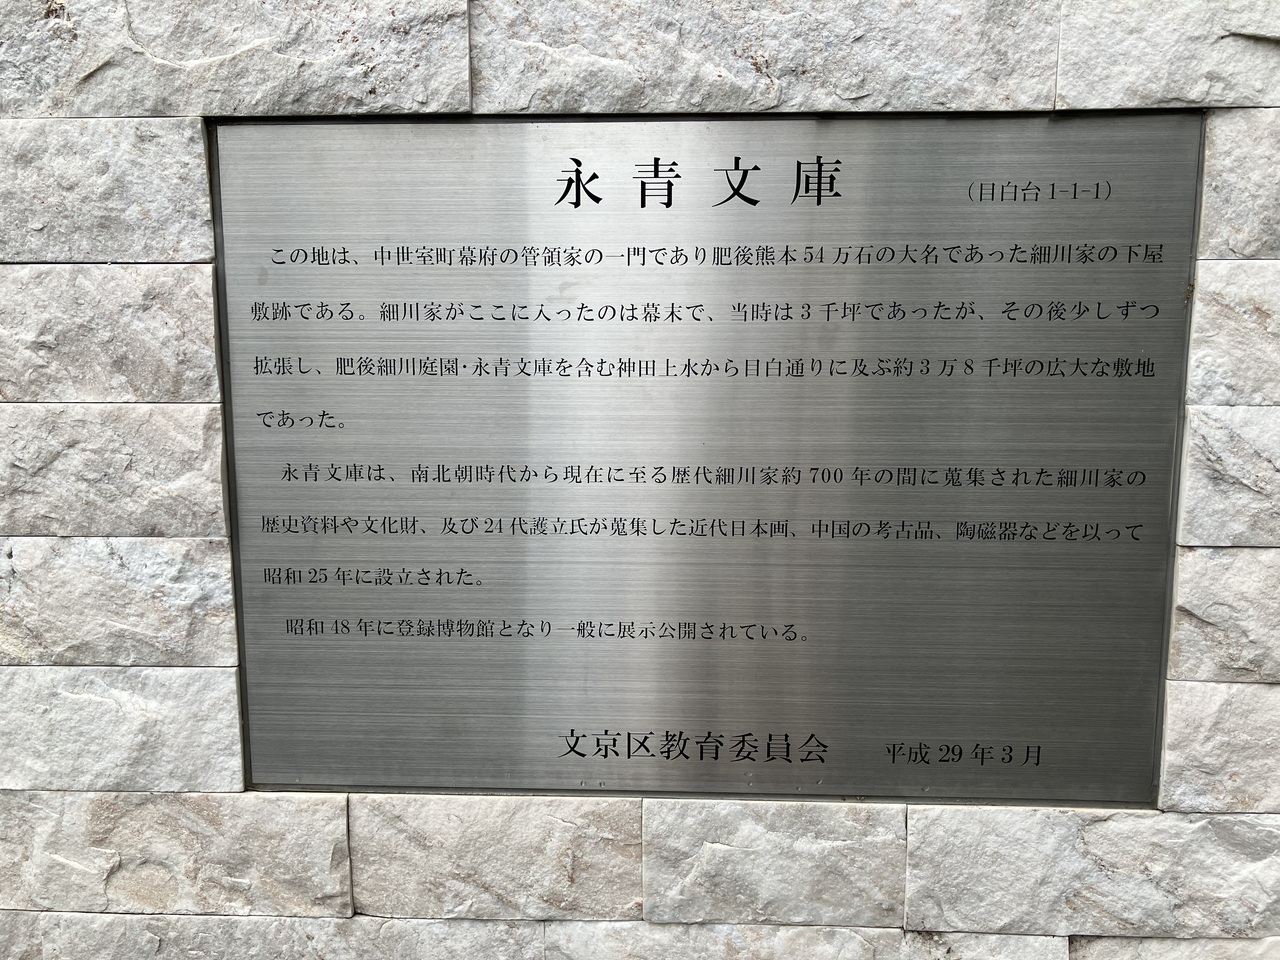 永青文庫
（目白台1-1-1）
この地は、中世室町幕府の管領家の一門であり肥後熊本54万石の大名であった細川家の下屋
敷跡である。細川家がここに入ったのは幕末で、当時は3千坪であったが、その後少しずつ
拡張し、肥後細川庭園・永青文庫を含む神田上水から目白通りに及ぶ約3万8千坪の広大な敷地
であった。
永青文庫は、南北朝時代から現在に至る歴代細川家約700年の間に蒐集された細川家の
歴史資料や文化財、及び24代護立氏が蒐集した近代日本画、中国の考古品、陶磁器などを以って
昭和25年に設立された。
昭和48年に登録博物館となり一般に展示公開されている。
文京区教育委員会
平成29年3月